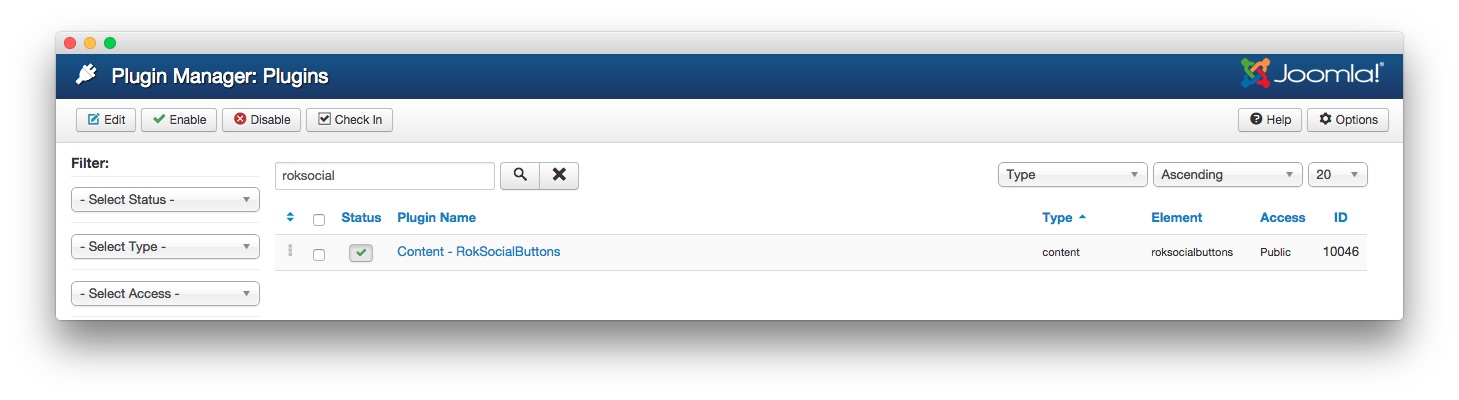 Plugin Manager: Plugins
Joomla!®
Edit Enable Disable Check In Help Options
Filter:
roksocial
Type Ascending 20
- Select Status -
Status Plugin Name Type Element Access ID
- Select Type -
Content - RokSocialButtons content roksocialbuttons Public 10046
- Select Access -